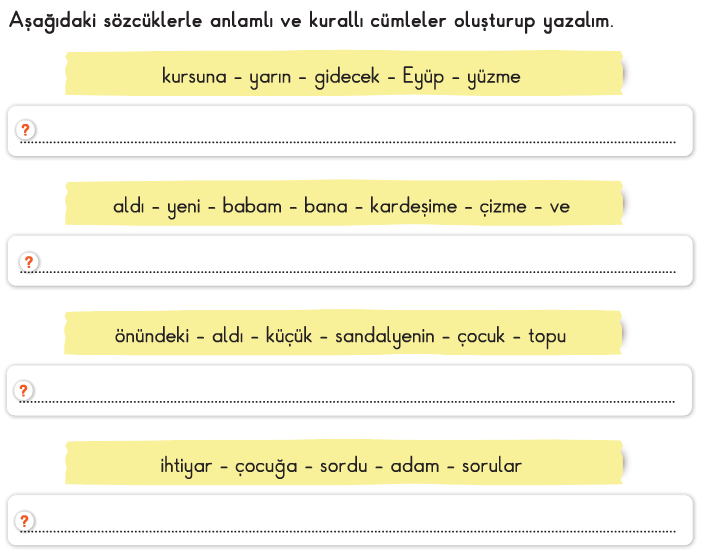 Aşağıdaki sözcüklerle anlamlı ve kurallı cümleler oluşturup yazalım.
kursuna - yarın - gidecek - Eyüp - yüzme
?
aldı - yeni - babam - bana - kardeşime - çizme - ve
?
önündeki - aldı - küçük - sandalyenin - çocuk - topu
?
ihtiyar - çocuğa - sordu - adam - sorular
?